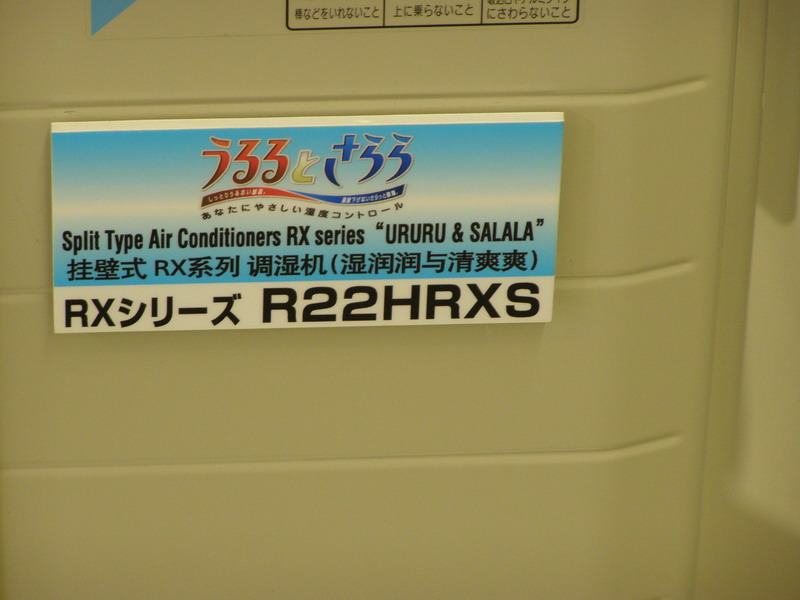 棒などをいれないこと 上に乗らないこと にさわらないこと
うるるとさらら
あなたにやさしい湿度コントロール
Split Type Air Conditioners RX series “URURU & SALALA”
挂壁式 RX系列 调湿机(湿润润与清爽爽)
RXシリーズ R22HRXS